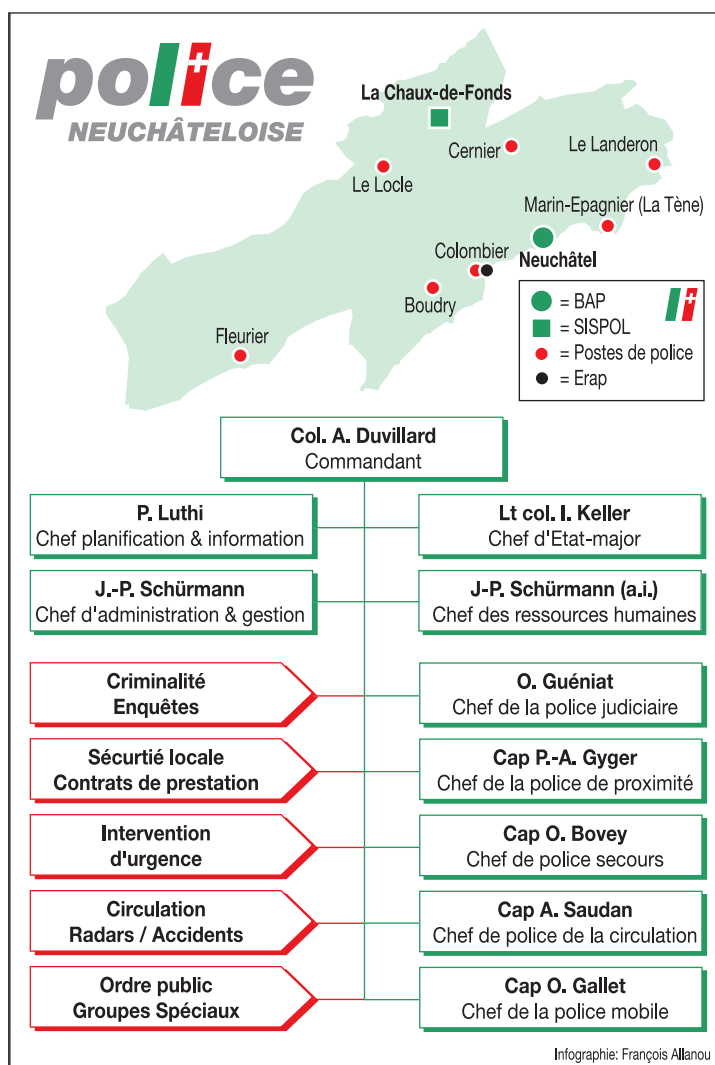 police
NEUCHÂTELOISE
La Chaux-de-Fonds
Cernier
Le Landeron
Le Locle
Marin-Epagnier (La Tène)
Colombier
Neuchâtel
Boudry
Fleurier
= BAP
= SISPOL
= Postes de police
= Erap
Col. A. Duvillard
Commandant
P. Luthi
Chef planification & information
Lt col. I. Keller
Chef d'Etat-major
J.-P. Schürmann
Chef d'administration & gestion
J-P. Schürmann (a.i.)
Chef des ressources humaines
Criminalité
Enquêtes
O. Guéniat
Chef de la police judiciaire
Sécurtié locale
Contrats de prestation
Cap P.-A. Gyger
Chef de la police de proximité
Intervention
d'urgence
Cap O. Bovey
Chef de police secours
Circulation
Radars / Accidents
Cap A. Saudan
Chef de police de la circulation
Ordre public
Groupes Spéciaux
Cap O. Gallet
Chef de la police mobile
Infographie: François Allanou